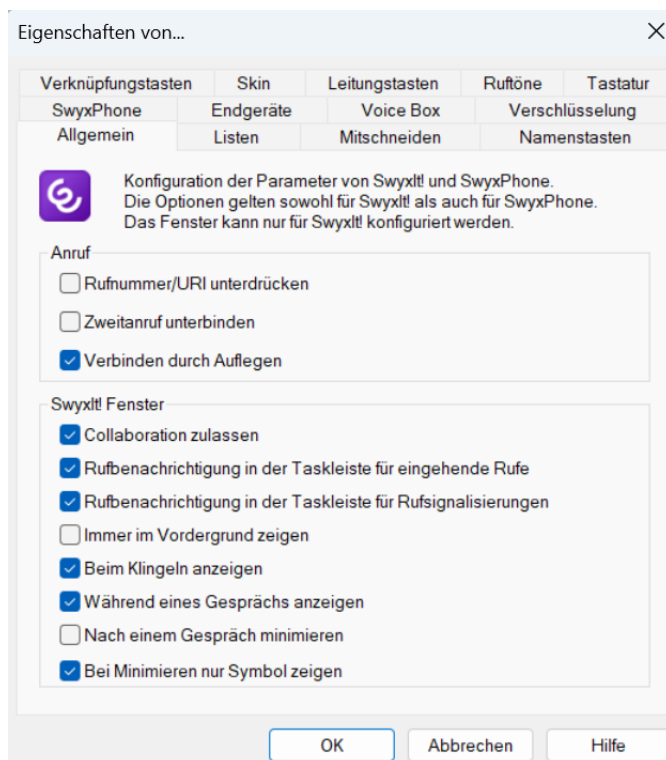 Eigenschaften von...
Verknüpfungstasten Skin Leitungstasten Ruftöne Tastatur
SwyxPhone Endgeräte Voice Box Verschlüsselung
Allgemein Listen Mitschneiden Namenstasten
Konfiguration der Parameter von SwyxIt! und SwyxPhone.
Die Optionen gelten sowohl für SwyxIt! als auch für SwyxPhone.
Das Fenster kann nur für SwyxIt! konfiguriert werden.
Anruf
Rufnummer/URI unterdrücken
Zweitanruf unterbinden
Verbinden durch Auflegen
SwyxIt! Fenster
Collaboration zulassen
Rufbenachrichtigung in der Taskleiste für eingehende Rufe
Rufbenachrichtigung in der Taskleiste für Rufsignalisierungen
Immer im Vordergrund zeigen
Beim Klingeln anzeigen
Während eines Gesprächs anzeigen
Nach einem Gespräch minimieren
Bei Minimieren nur Symbol zeigen
OK Abbrechen Hilfe